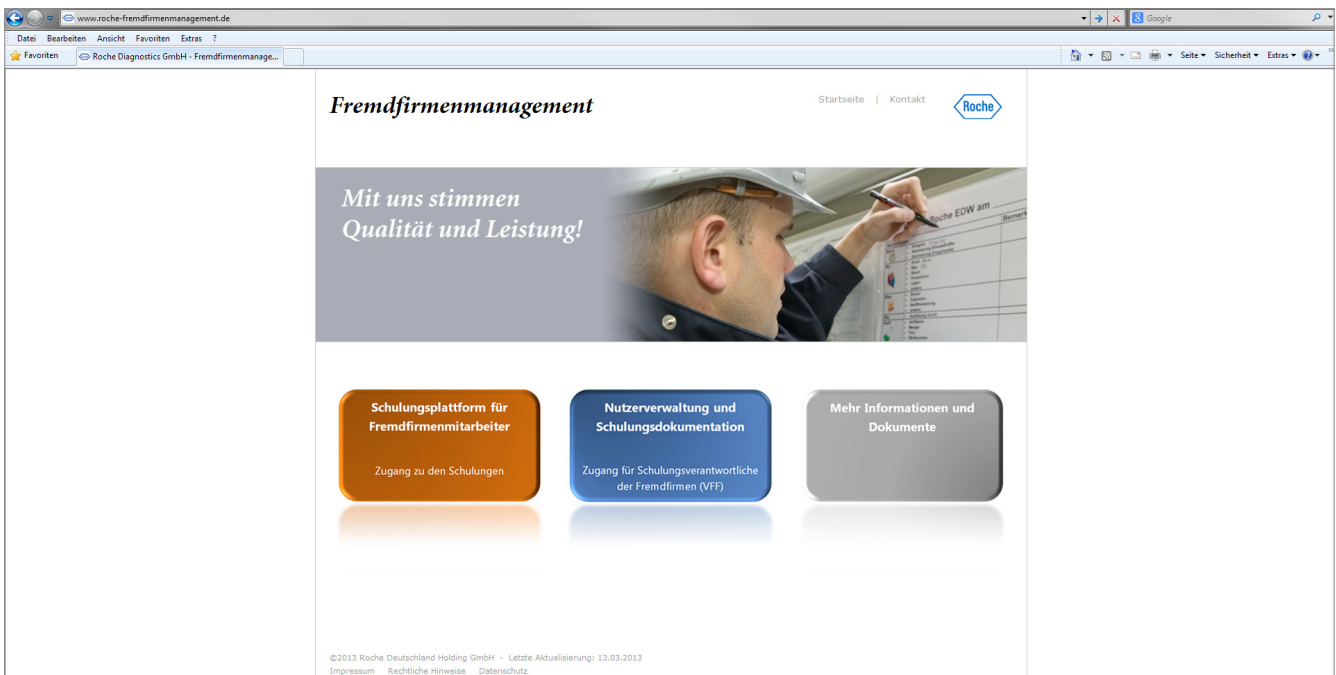 www.roche-fremdfirmenmanagement.de
Google
Datei Bearbeiten Ansicht Favoriten Extras ?
Favoriten
Roche Diagnostics GmbH - Fremdfirmenmanage...
Seite Sicherheit Extras
Fremdfirmenmanagement
Startseite | Kontakt
Roche
Mit uns stimmen
Qualität und Leistung!
Roche EDW am
Schulungsplattform für
Fremdfirmenmitarbeiter
Zugang zu den Schulungen
Nutzerverwaltung und
Schulungsdokumentation
Zugang für Schulungsverantwortliche
der Fremdfirmen (VFF)
Mehr Informationen und
Dokumente
©2013 Roche Deutschland Holding GmbH - Letzte Aktualisierung: 13.03.2013
Impressum Rechtliche Hinweise Datenschutz